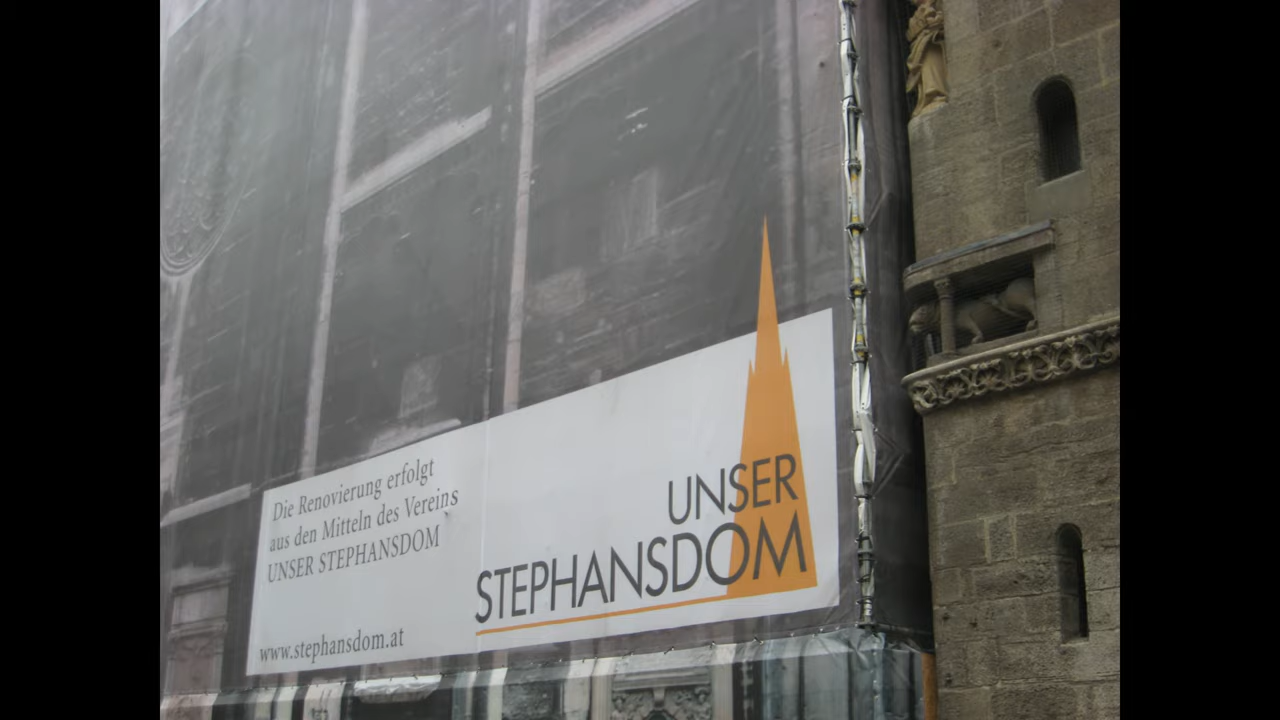 Die Renovierung erfolgt
aus den Mitteln des Vereins
UNSER STEPHANSDOM
www.stephansdom.at
UNSER
STEPHANSDOM